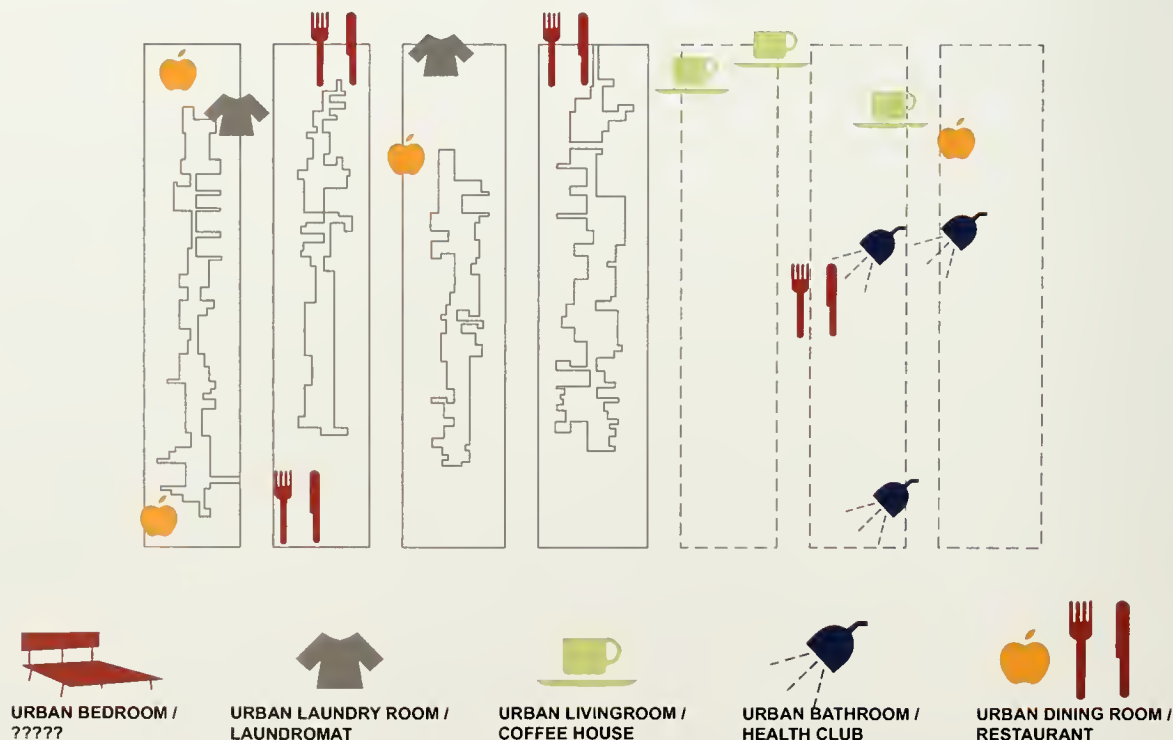 URBAN BEDROOM /
?????
URBAN LAUNDRY ROOM /
LAUNDROMAT
URBAN LIVINGROOM /
COFFEE HOUSE
URBAN BATHROOM /
HEALTH CLUB
URBAN DINING ROOM /
RESTAURANT